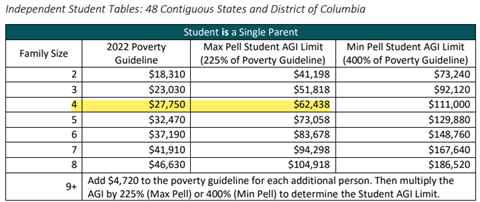 Independent Student Tables: 48 Contiguous States and District of Columbia
Student is a Single Parent
Family Size 2022 Poverty Guideline Max Pell Student AGI Limit (225% of Poverty Guideline) Min Pell Student AGI Limit (400% of Poverty Guideline)
2 $18,310 $41,198 $73,240
3 $23,030 $51,818 $92,120
4 $27,750 $62,438 $111,000
5 $32,470 $73,058 $129,880
6 $37,190 $83,678 $148,760
7 $41,910 $94,298 $167,640
8 $46,630 $104,918 $186,520
9+ Add $4,720 to the poverty guideline for each additional person. Then multiply the
AGI by 225% (Max Pell) or 400% (Min Pell) to determine the Student AGI Limit.